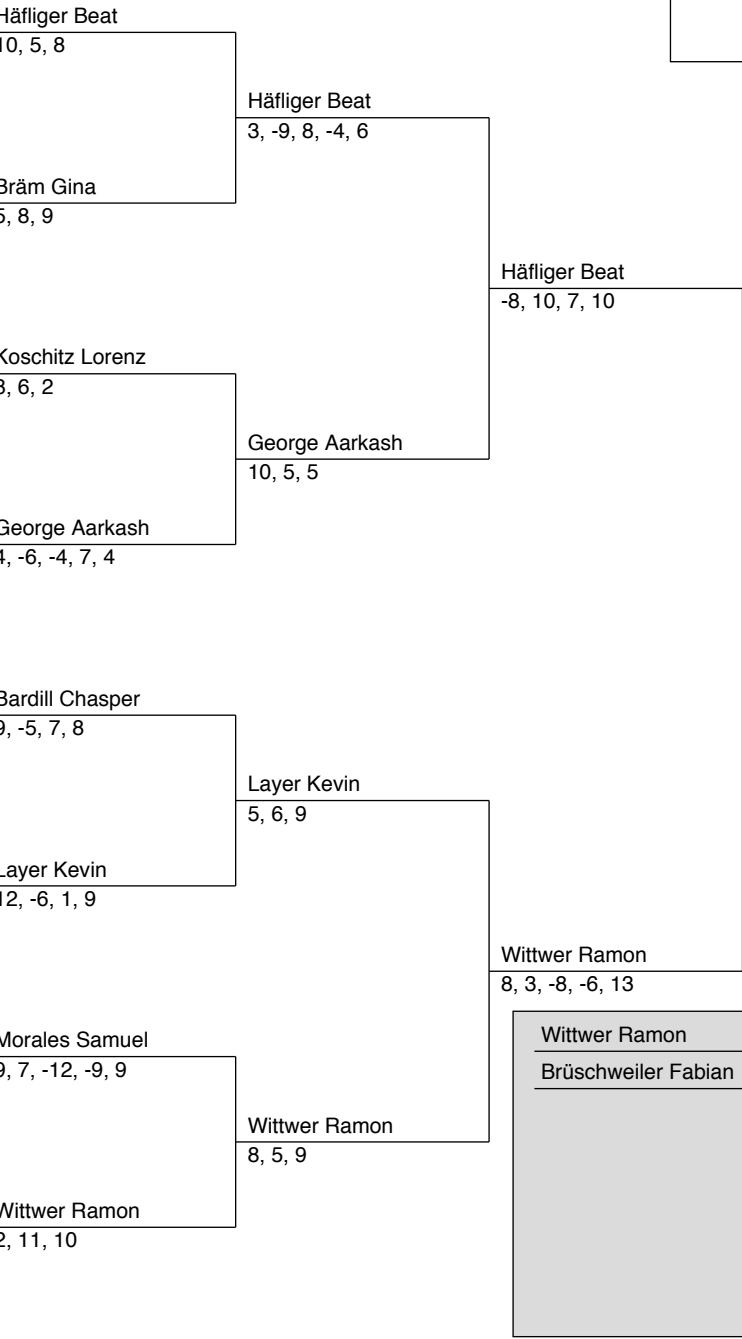 Häfliger Beat
10, 5, 8
Häfliger Beat
3, -9, 8, -4, 6
Bräm Gina
5, 8, 9
Häfliger Beat
-8, 10, 7, 10
Koschitz Lorenz
6, 2
George Aarkash
10, 5, 5
George Aarkash
4, -6, -4, 7, 4
Bardill Chasper
9, -5, 7, 8
Layer Kevin
5, 6, 9
Layer Kevin
12, -6, 1, 9
Wittwer Ramon
8, 3, -8, -6, 13
Wittwer Ramon
Morales Samuel
9, 7, -12, -9, 9
Brüschweiler Fabian
Wittwer Ramon
8, 5, 9
Wittwer Ramon
2, 11, 10